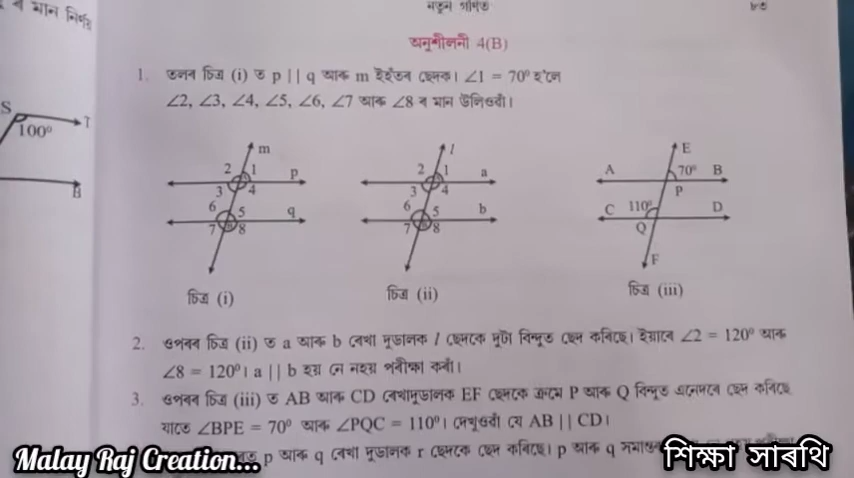 ৰ মান নিৰ্ণয়
নতুন গণিত
৮৩
অনুশীলনী 4(B)
1. তলৰ চিত্ৰ (i) ত p || q আৰু m ইহঁতৰ ছেদক। ∠1 = 70° হ'লে
∠2, ∠3, ∠4, ∠5, ∠6, ∠7 আৰু ∠8 ৰ মান উলিওৱাঁ।
S
T
100°
B
m
2 1 p
3 4
6 5 q
7 8
চিত্ৰ (i)
l
2 1 a
3 4
6 5 b
7 8
চিত্ৰ (ii)
E
A 70° B
P
C 110° D
Q
F
চিত্ৰ (iii)
2. ওপৰৰ চিত্ৰ (ii) ত a আৰু b ৰেখা দুডালক l ছেদকে দুটা বিন্দুত ছেদ কৰিছে। ইয়াৰে ∠2 = 120° আৰু
∠8 = 120°। a || b হয় নে নহয় পৰীক্ষা কৰাঁ।
3. ওপৰৰ চিত্ৰ (iii) ত AB আৰু CD ৰেখাদুডালক EF ছেদকে ক্ৰমে P আৰু Q বিন্দুত এনেদৰে ছেদ কৰিছে
যাতে ∠BPE = 70° আৰু ∠PQC = 110°। দেখুওৱাঁ যে AB || CD।
p আৰু q ৰেখা দুডালক r ছেদকে ছেদ কৰিছে। p আৰু q
Malay Raj Creation...
শিক্ষা সাৰথি